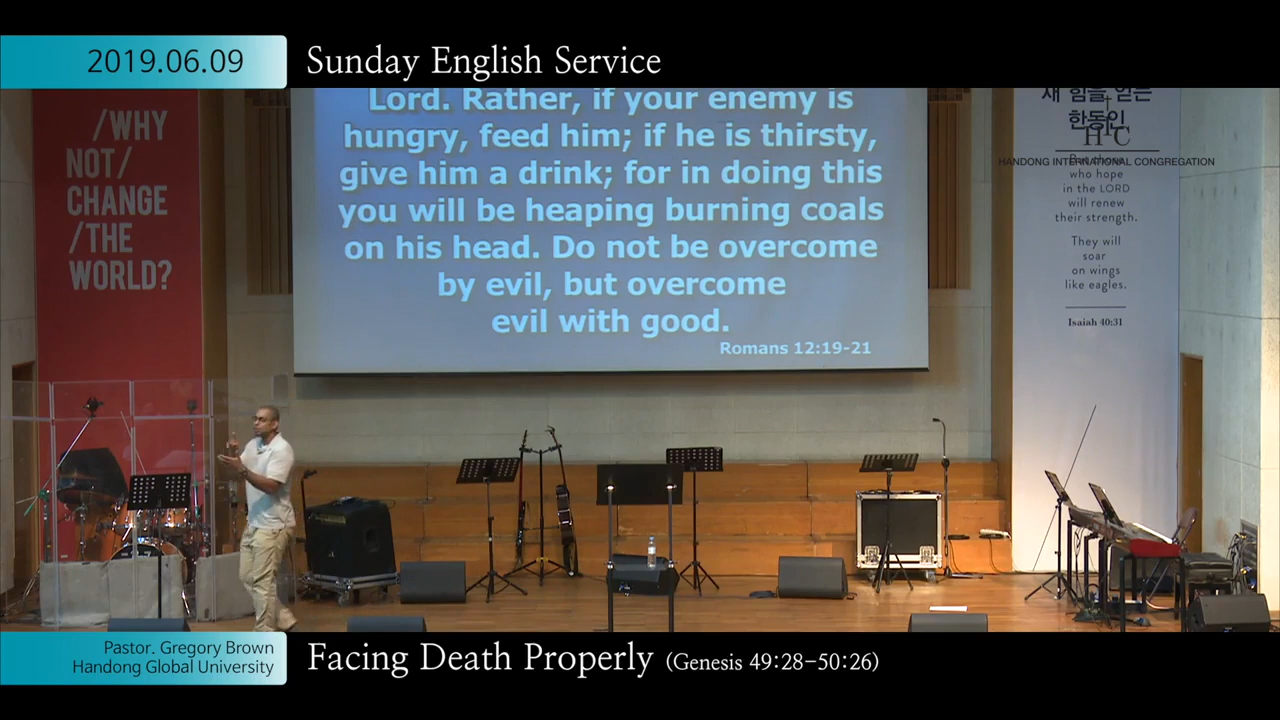 2019.06.09
Sunday English Service
/WHY
NOT/
CHANGE
/THE
WORLD?
Lord. Rather, if your enemy is
hungry, feed him; if he is thirsty,
give him a drink; for in doing this
you will be heaping burning coals
on his head. Do not be overcome
by evil, but overcome
evil with good.
Romans 12:19-21
새 힘을 얻는
한동인
HIC
HANDONG INTERNATIONAL CONGREGATION
who hope
in the LORD
will renew
their strength.
They will
soar
on wings
like eagles.
Isaiah 40:31
Pastor. Gregory Brown
Handong Global University
Facing Death Properly (Genesis 49:28-50:26)